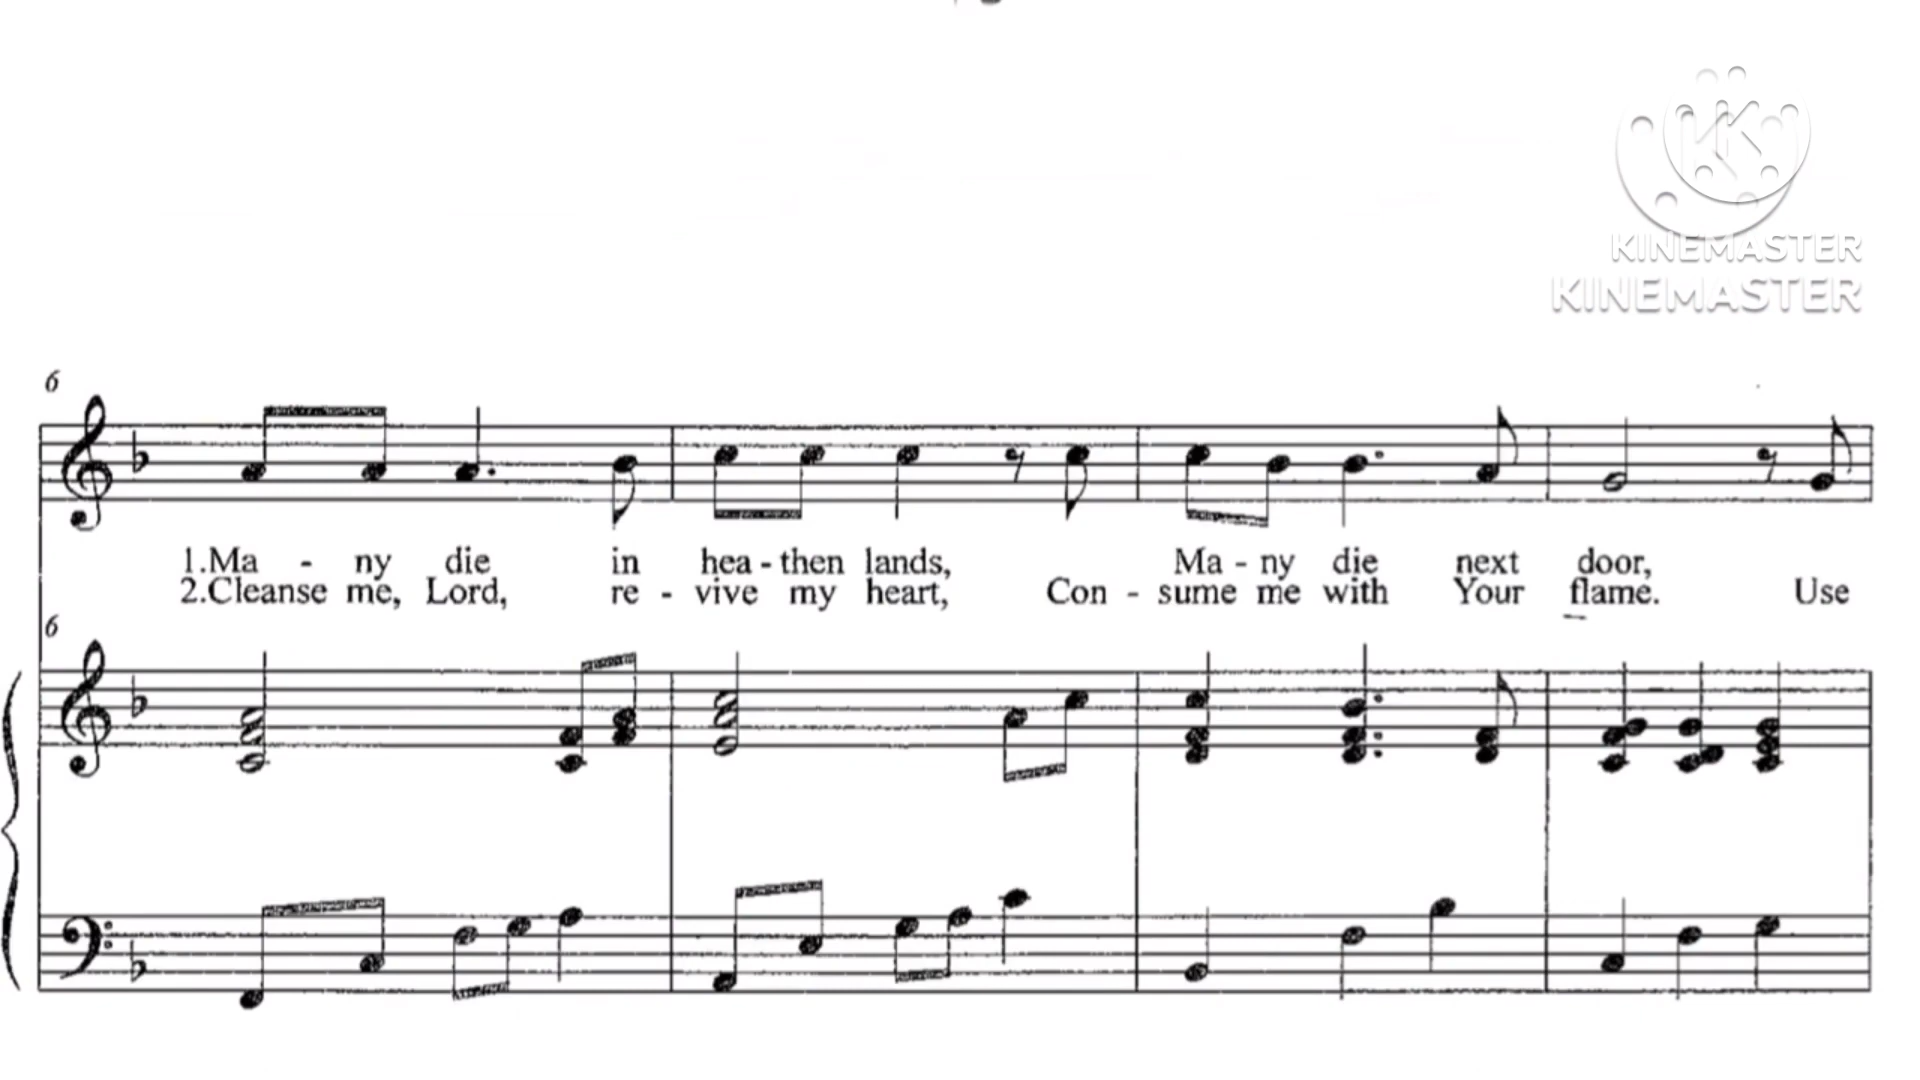 KINEMASTER
KINEMASTER
6
1.Ma - ny die in hea - then lands, Ma - ny die next door,
2.Cleanse me, Lord, re - vive my heart, Con - sume me with Your flame. Use
6